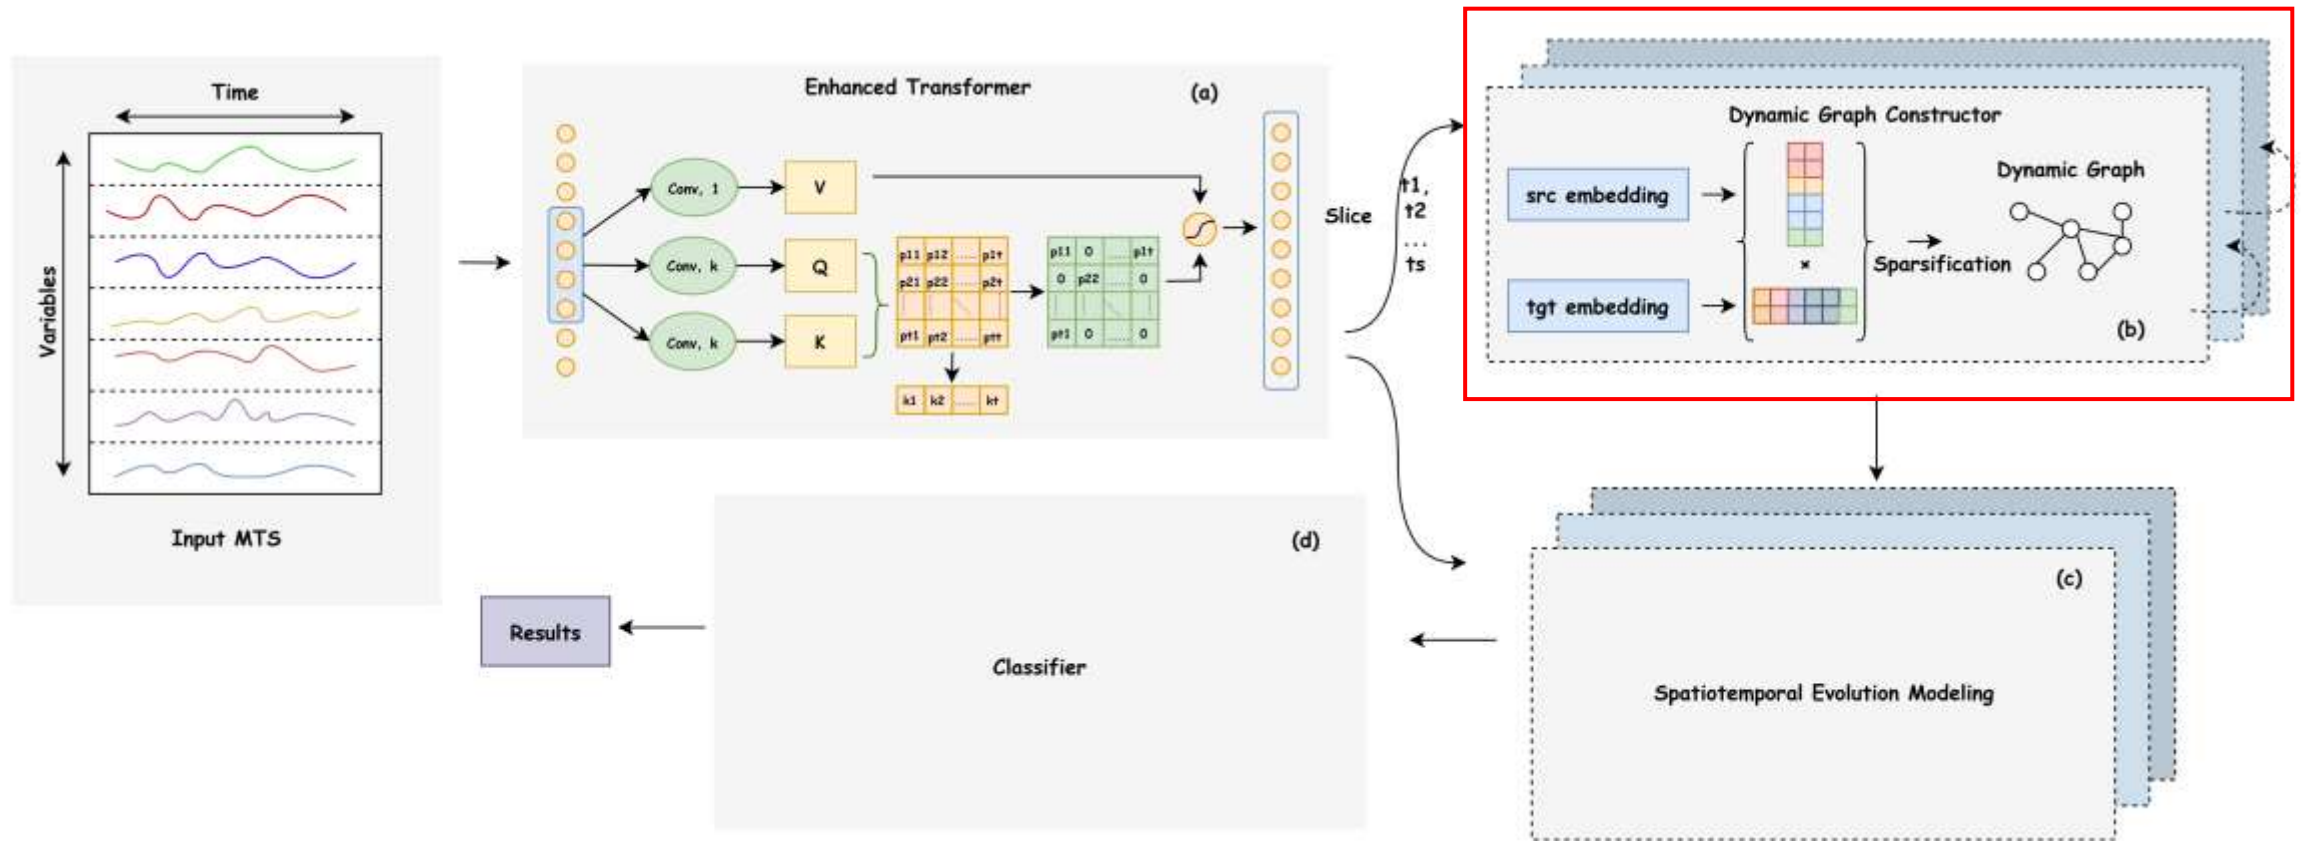 Time
Variables
Input MTS
Enhanced Transformer
(a)
Conv, 1
V
Conv, k
Q
Conv, k
K
p11 p12 ..... p1t
p21 p22 ..... p2t
pt1 pt2 ..... ptt
k1 k2 ..... kt
p11 0 ..... p1t
0 p22 ..... 0
pt1 0 ..... 0
Slice
t1,
t2
...
ts
Dynamic Graph Constructor
src embedding
tgt embedding
×
Sparsification
Dynamic Graph
(b)
(c)
Spatiotemporal Evolution Modeling
(d)
Classifier
Results